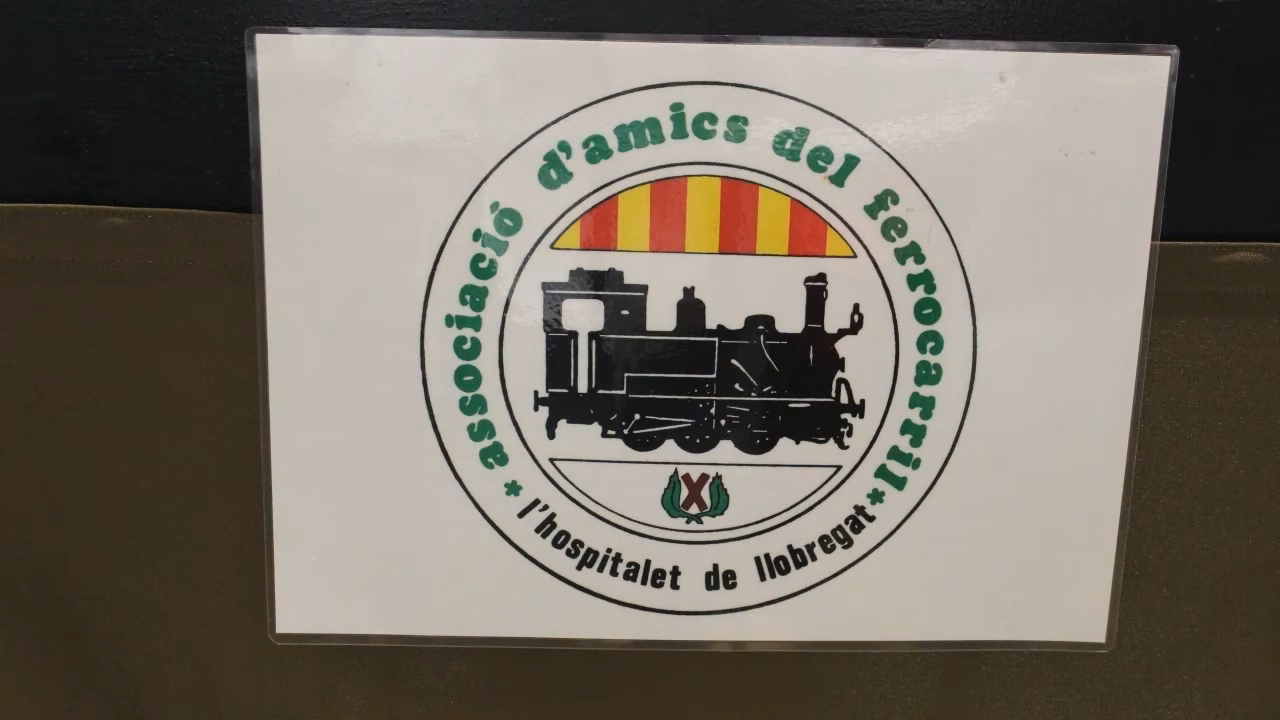 associació d'amics del ferrocarril
* l'hospitalet de llobregat *